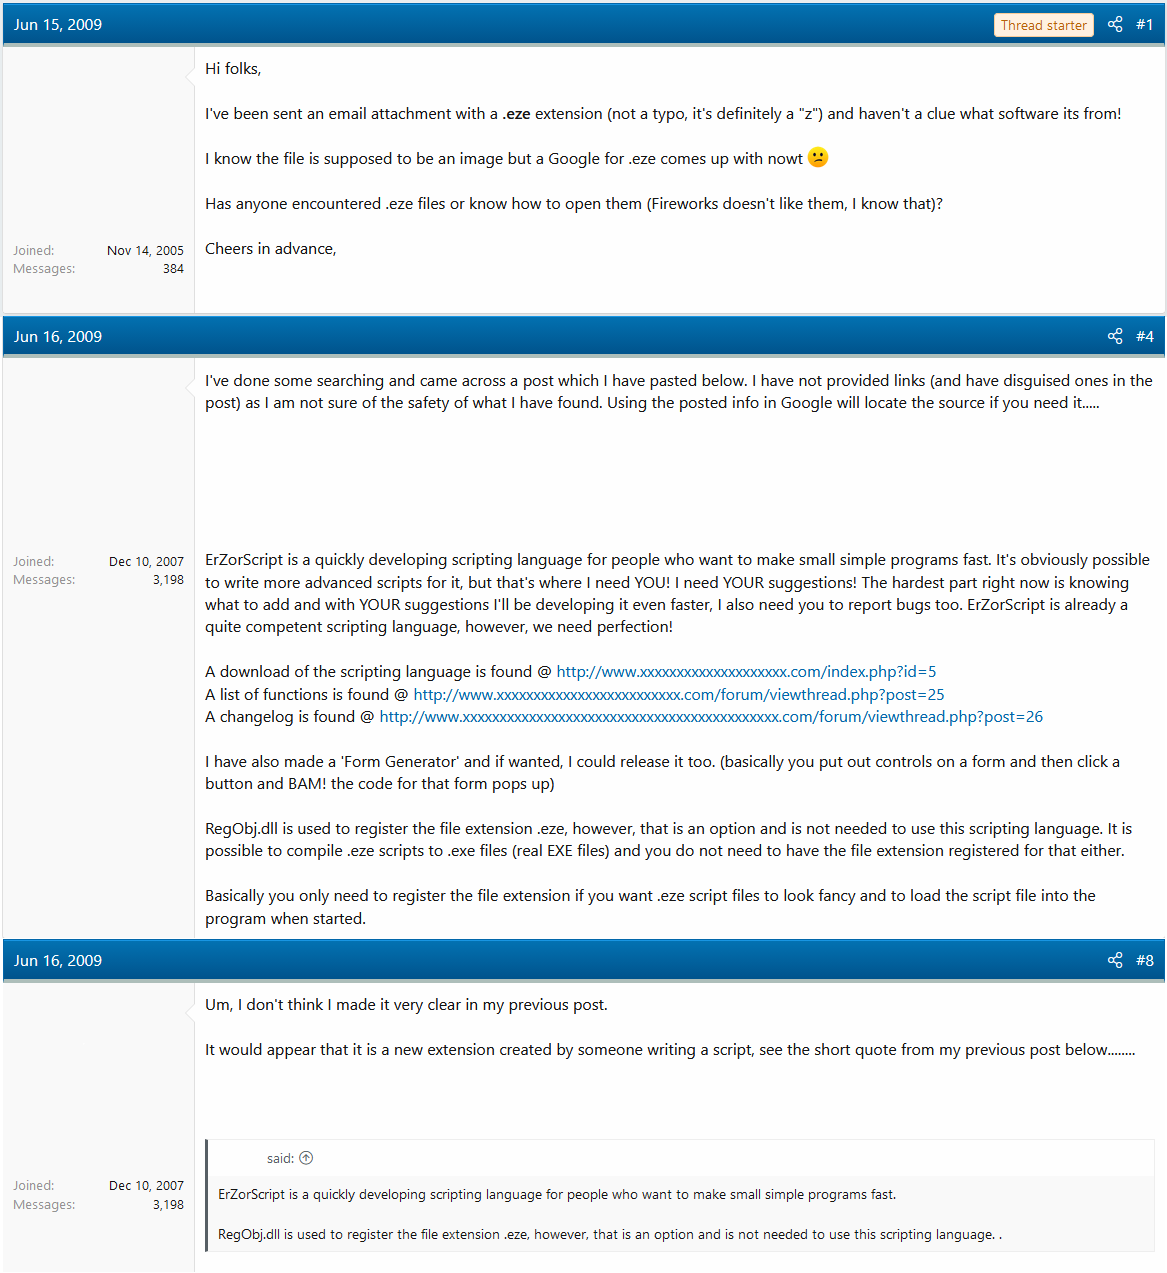 Jun 15, 2009
Thread starter
#1
Hi folks,
I've been sent an email attachment with a .eze extension (not a typo, it's definitely a "z") and haven't a clue what software its from!
I know the file is supposed to be an image but a Google for .eze comes up with nowt
Has anyone encountered .eze files or know how to open them (Fireworks doesn't like them, I know that)?
Cheers in advance,
Joined: Nov 14, 2005
Messages: 384
Jun 16, 2009
#4
I've done some searching and came across a post which I have pasted below. I have not provided links (and have disguised ones in the
post) as I am not sure of the safety of what I have found. Using the posted info in Google will locate the source if you need it.....
Joined: Dec 10, 2007
Messages: 3,198
ErZorScript is a quickly developing scripting language for people who want to make small simple programs fast. It's obviously possible
to write more advanced scripts for it, but that's where I need YOU! I need YOUR suggestions! The hardest part right now is knowing
what to add and with YOUR suggestions I'll be developing it even faster, I also need you to report bugs too. ErZorScript is already a
quite competent scripting language, however, we need perfection!
A download of the scripting language is found @ http://www.xxxxxxxxxxxxxxxxxxxx.com/index.php?id=5
A list of functions is found @ http://www.xxxxxxxxxxxxxxxxxxxxxxxxx.com/forum/viewthread.php?post=25
A changelog is found @ http://www.xxxxxxxxxxxxxxxxxxxxxxxxxxxxxxxxxxxxxxxxxxx.com/forum/viewthread.php?post=26
I have also made a 'Form Generator' and if wanted, I could release it too. (basically you put out controls on a form and then click a
button and BAM! the code for that form pops up)
RegObj.dll is used to register the file extension .eze, however, that is an option and is not needed to use this scripting language. It is
possible to compile .eze scripts to .exe files (real EXE files) and you do not need to have the file extension registered for that either.
Basically you only need to register the file extension if you want .eze script files to look fancy and to load the script file into the
program when started.
Jun 16, 2009
#8
Um, I don't think I made it very clear in my previous post.
It would appear that it is a new extension created by someone writing a script, see the short quote from my previous post below........
said:
Joined: Dec 10, 2007
Messages: 3,198
ErZorScript is a quickly developing scripting language for people who want to make small simple programs fast.
RegObj.dll is used to register the file extension .eze, however, that is an option and is not needed to use this scripting language. .